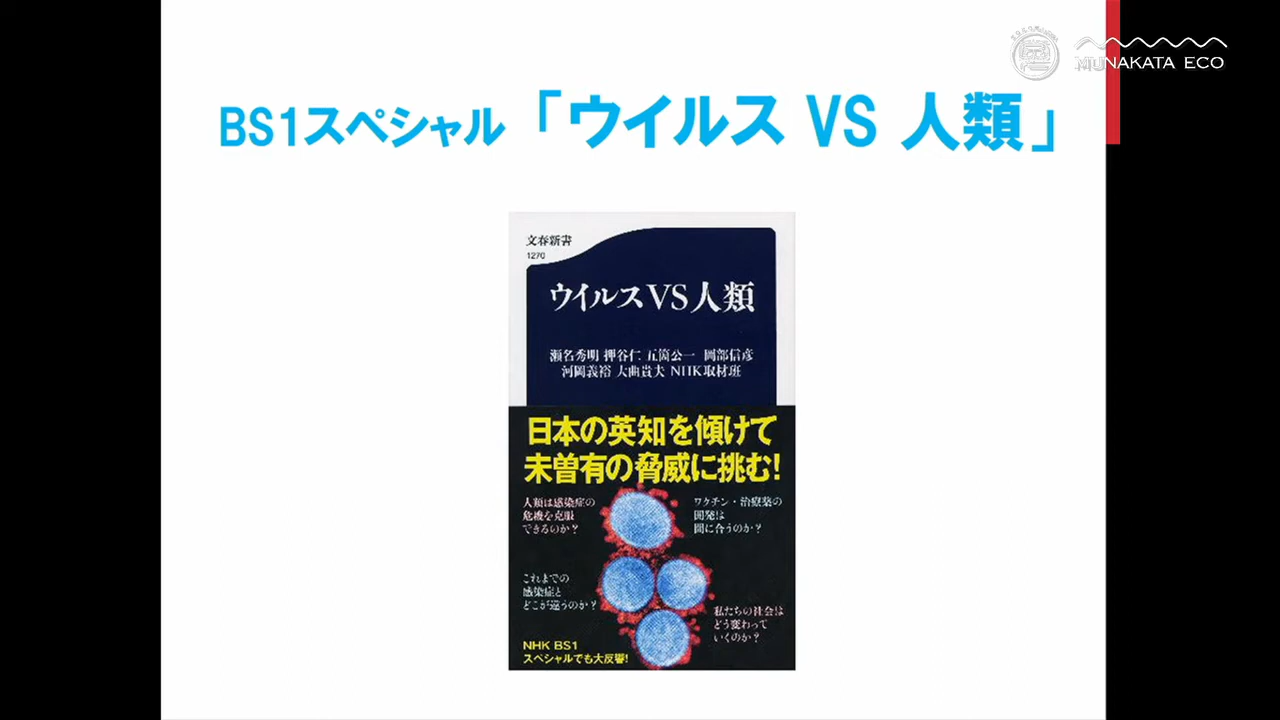 MUNAKATA ECO
BS1スペシャル「ウイルス VS 人類」
文春新書
1270
ウイルスVS人類
瀬名秀明 押谷仁 五箇公一 岡部信彦
河岡義裕 大曲貴夫 NHK取材班
日本の英知を傾けて
未曽有の脅威に挑む!
人類は感染症の
危機を克服
できるのか?
ワクチン・治療薬の
開発は
間に合うのか?
これまでの
感染症と
どこが違うのか?
私たちの社会は
どう変わって
いくのか?
NHK BS1
スペシャルでも大反響!